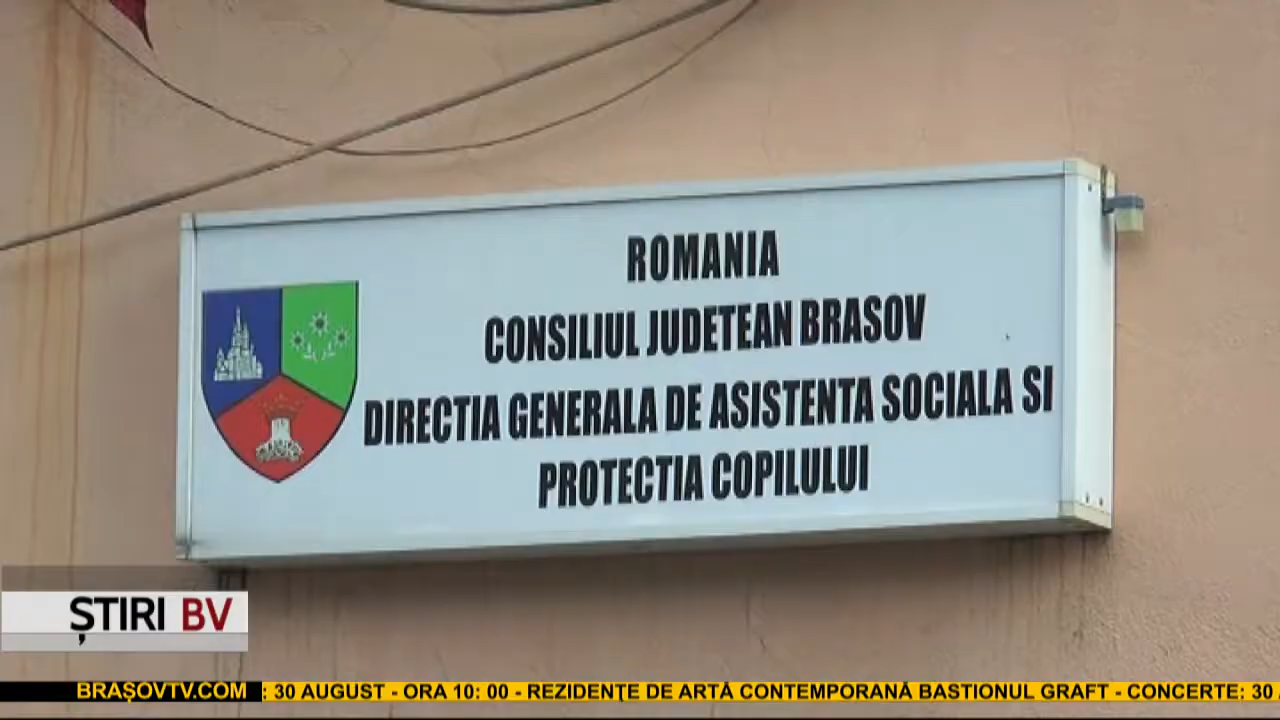 ROMANIA
CONSILIUL JUDETEAN BRASOV
DIRECTIA GENERALA DE ASISTENTA SOCIALA SI
PROTECTIA COPILULUI
ȘTIRI BV
BRAȘOVTV.COM : 30 AUGUST - ORA 10: 00 - REZIDENŢE DE ARTĂ CONTEMPORANĂ BASTIONUL GRAFT - CONCERTE: 30